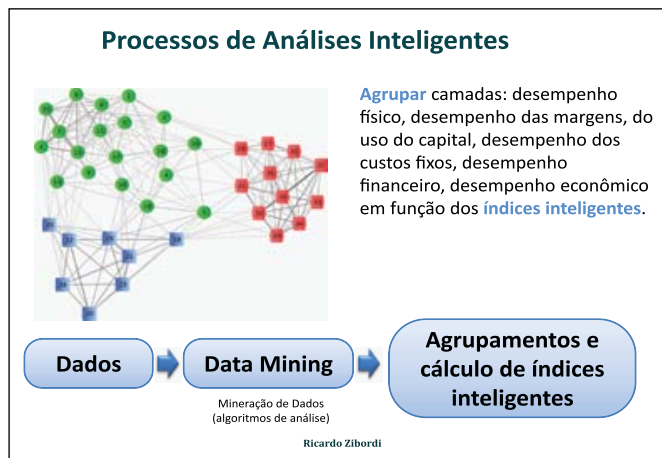 Processos de Análises Inteligentes
Agrupar camadas: desempenho
físico, desempenho das margens, do
uso do capital, desempenho dos
custos fixos, desempenho
financeiro, desempenho econômico
em função dos índices inteligentes.
Dados
Data Mining
Agrupamentos e
cálculo de índices
inteligentes
Mineração de Dados
(algoritmos de análise)
Ricardo Zibordi